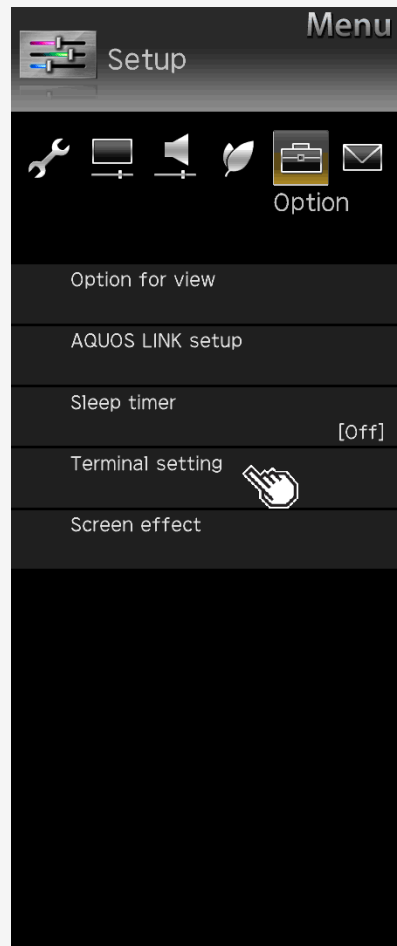 Menu
Setup
Option
Option for view
AQUOS LINK setup
Sleep timer
[Off]
Terminal setting
Screen effect